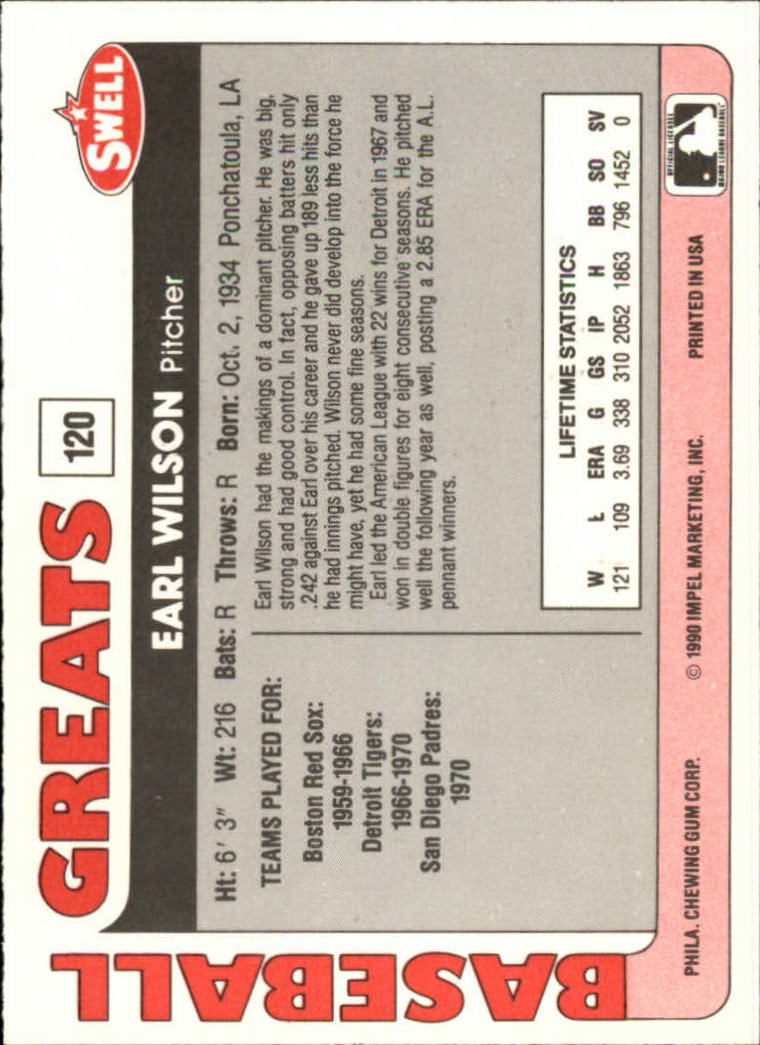 BASEBALL
GREATS
120
SWELL
EARL WILSON Pitcher
Ht: 6' 3" Wt: 216 Bats: R Throws: R Born: Oct. 2, 1934 Ponchatoula, LA
TEAMS PLAYED FOR:
Boston Red Sox:
1959-1966
Detroit Tigers:
1966-1970
San Diego Padres:
1970
Earl Wilson had the makings of a dominant pitcher. He was big,
strong and had good control. In fact, opposing batters hit only
.242 against Earl over his career and he gave up 189 less hits than
he had innings pitched. Wilson never did develop into the force he
might have, yet he had some fine seasons.
Earl led the American League with 22 wins for Detroit in 1967 and
won in double figures for eight consecutive seasons. He pitched
well the following year as well, posting a 2.85 ERA for the A.L.
pennant winners.
LIFETIME STATISTICS
W L ERA G GS IP H BB SO SV
121 109 3.69 338 310 2052 1863 796 1452 0
PHILA. CHEWING GUM CORP. © 1990 IMPEL MARKETING, INC. PRINTED IN USA
OFFICIAL LICENSEE
MAJOR LEAGUE BASEBALL